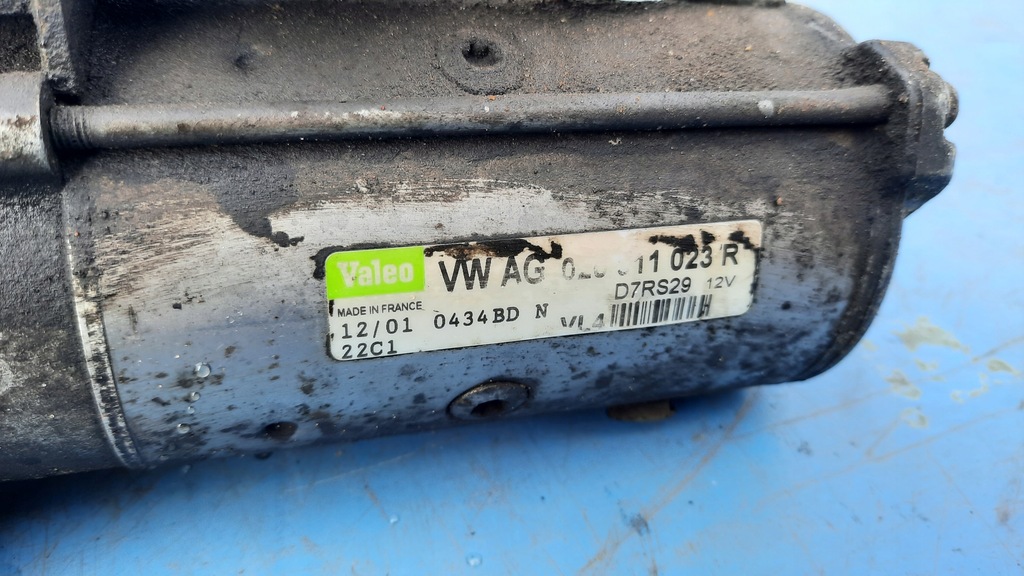 Valeo VW AG 11 023 R
D7RS29 12V
MADE IN FRANCE
12/01 0434BD N VL4
22C1